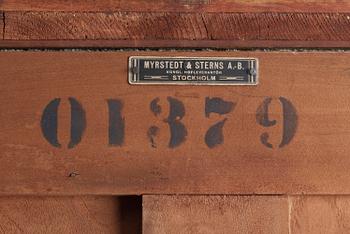 MYRSTEDT & STERNS A.-B.
KUNGL. HOFLEVERANTÖR
STOCKHOLM
01379